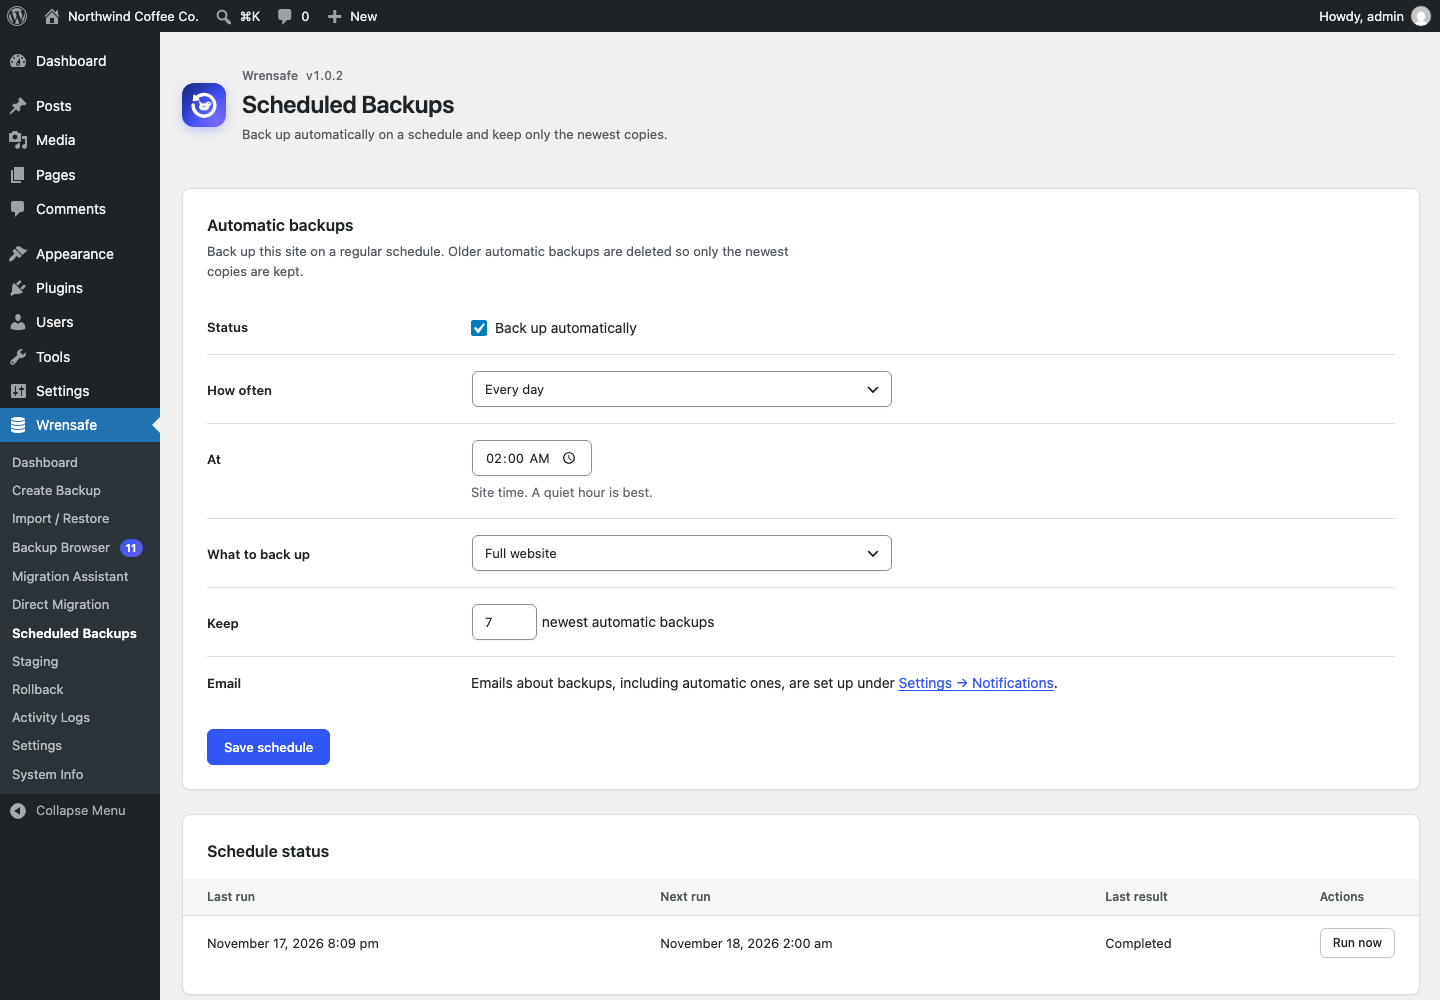 Northwind Coffee Co.
⌘K
0
New
Howdy, admin
Dashboard
Posts
Media
Pages
Comments
Appearance
Plugins
Users
Tools
Settings
Wrensafe
Dashboard
Create Backup
Import / Restore
Backup Browser 11
Migration Assistant
Direct Migration
Scheduled Backups
Staging
Rollback
Activity Logs
Settings
System Info
Collapse Menu
Wrensafe v1.0.2
Scheduled Backups
Back up automatically on a schedule and keep only the newest copies.
Automatic backups
Back up this site on a regular schedule. Older automatic backups are deleted so only the newest
copies are kept.
Status
Back up automatically
How often
Every day
At
02:00 AM
Site time. A quiet hour is best.
What to back up
Full website
Keep
7 newest automatic backups
Email
Emails about backups, including automatic ones, are set up under Settings → Notifications.
Save schedule
Schedule status
Last run
Next run
Last result
Actions
November 17, 2026 8:09 pm
November 18, 2026 2:00 am
Completed
Run now